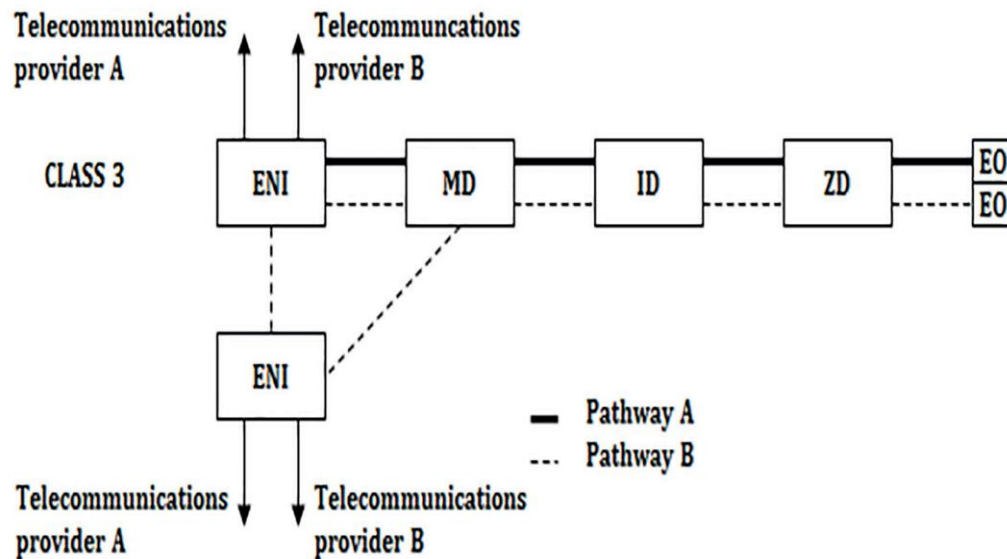 Telecommunications
provider A
Telecommuncations
provider B
CLASS 3
ENI
MD
ID
ZD
EO
EO
ENI
Pathway A
Pathway B
Telecommunications
provider A
Telecommunications
provider B